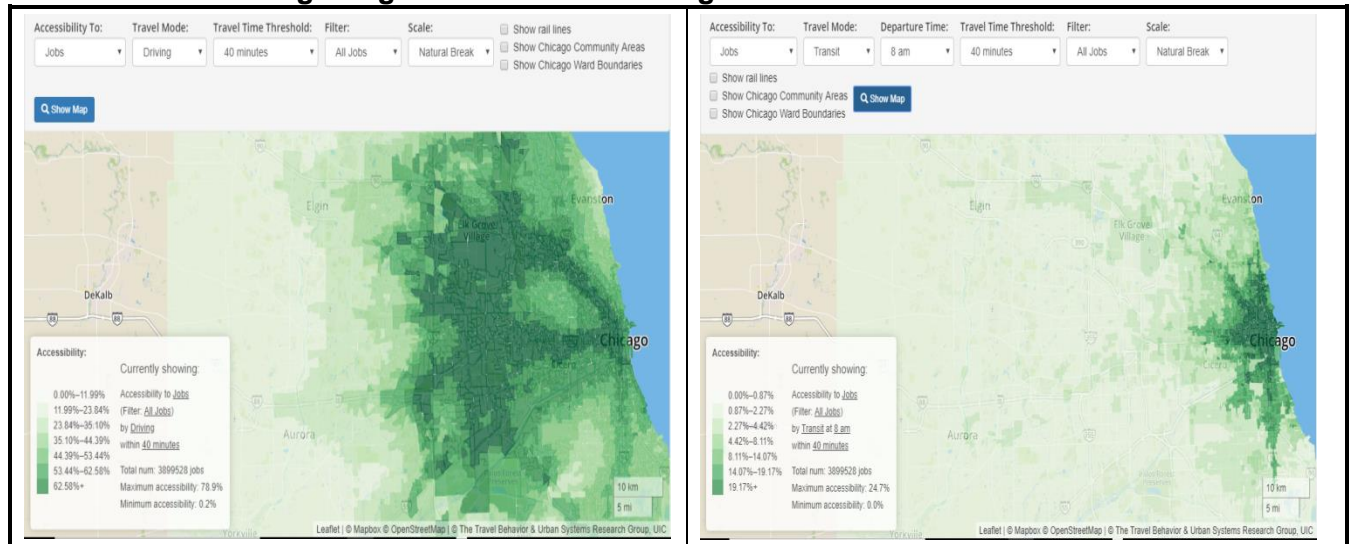 Accessibility To: Travel Mode: Travel Time Threshold: Filter: Scale:
Jobs Driving 40 minutes All Jobs Natural Break
Show rail lines
Show Chicago Community Areas
Show Chicago Ward Boundaries
Show Map
Elgin
Evanston
Elk Grove
Village
DeKalb
88
88
Chicago
Cicero
Aurora
Accessibility:
Currently showing:
0.00%–11.99%
11.99%–23.84%
23.84%–35.10%
35.10%–44.39%
44.39%–53.44%
53.44%–62.58%
62.58%+
Accessibility to Jobs
(Filter: All Jobs)
by Driving
within 40 minutes
Total num: 3899528 jobs
Maximum accessibility: 78.9%
Minimum accessibility: 0.2%
10 km
5 mi
Yorkville
Leaflet | © Mapbox © OpenStreetMap | © The Travel Behavior & Urban Systems Research Group, UIC
Accessibility To: Travel Mode: Departure Time: Travel Time Threshold: Filter: Scale:
Jobs Transit 8 am 40 minutes All Jobs Natural Break
Show rail lines
Show Chicago Community Areas
Show Chicago Ward Boundaries
Show Map
Elgin
Evanston
Elk Grove
Village
DeKalb
88
88
Chicago
Cicero
Aurora
Accessibility:
Currently showing:
0.00%–0.87%
0.87%–2.27%
2.27%–4.42%
4.42%–8.11%
8.11%–14.07%
14.07%–19.17%
19.17%+
Accessibility to Jobs
(Filter: All Jobs)
by Transit at 8 am
within 40 minutes
Total num: 3899528 jobs
Maximum accessibility: 24.7%
Minimum accessibility: 0.0%
10 km
5 mi
Yorkville
Leaflet | © Mapbox © OpenStreetMap | © The Travel Behavior & Urban Systems Research Group, UIC